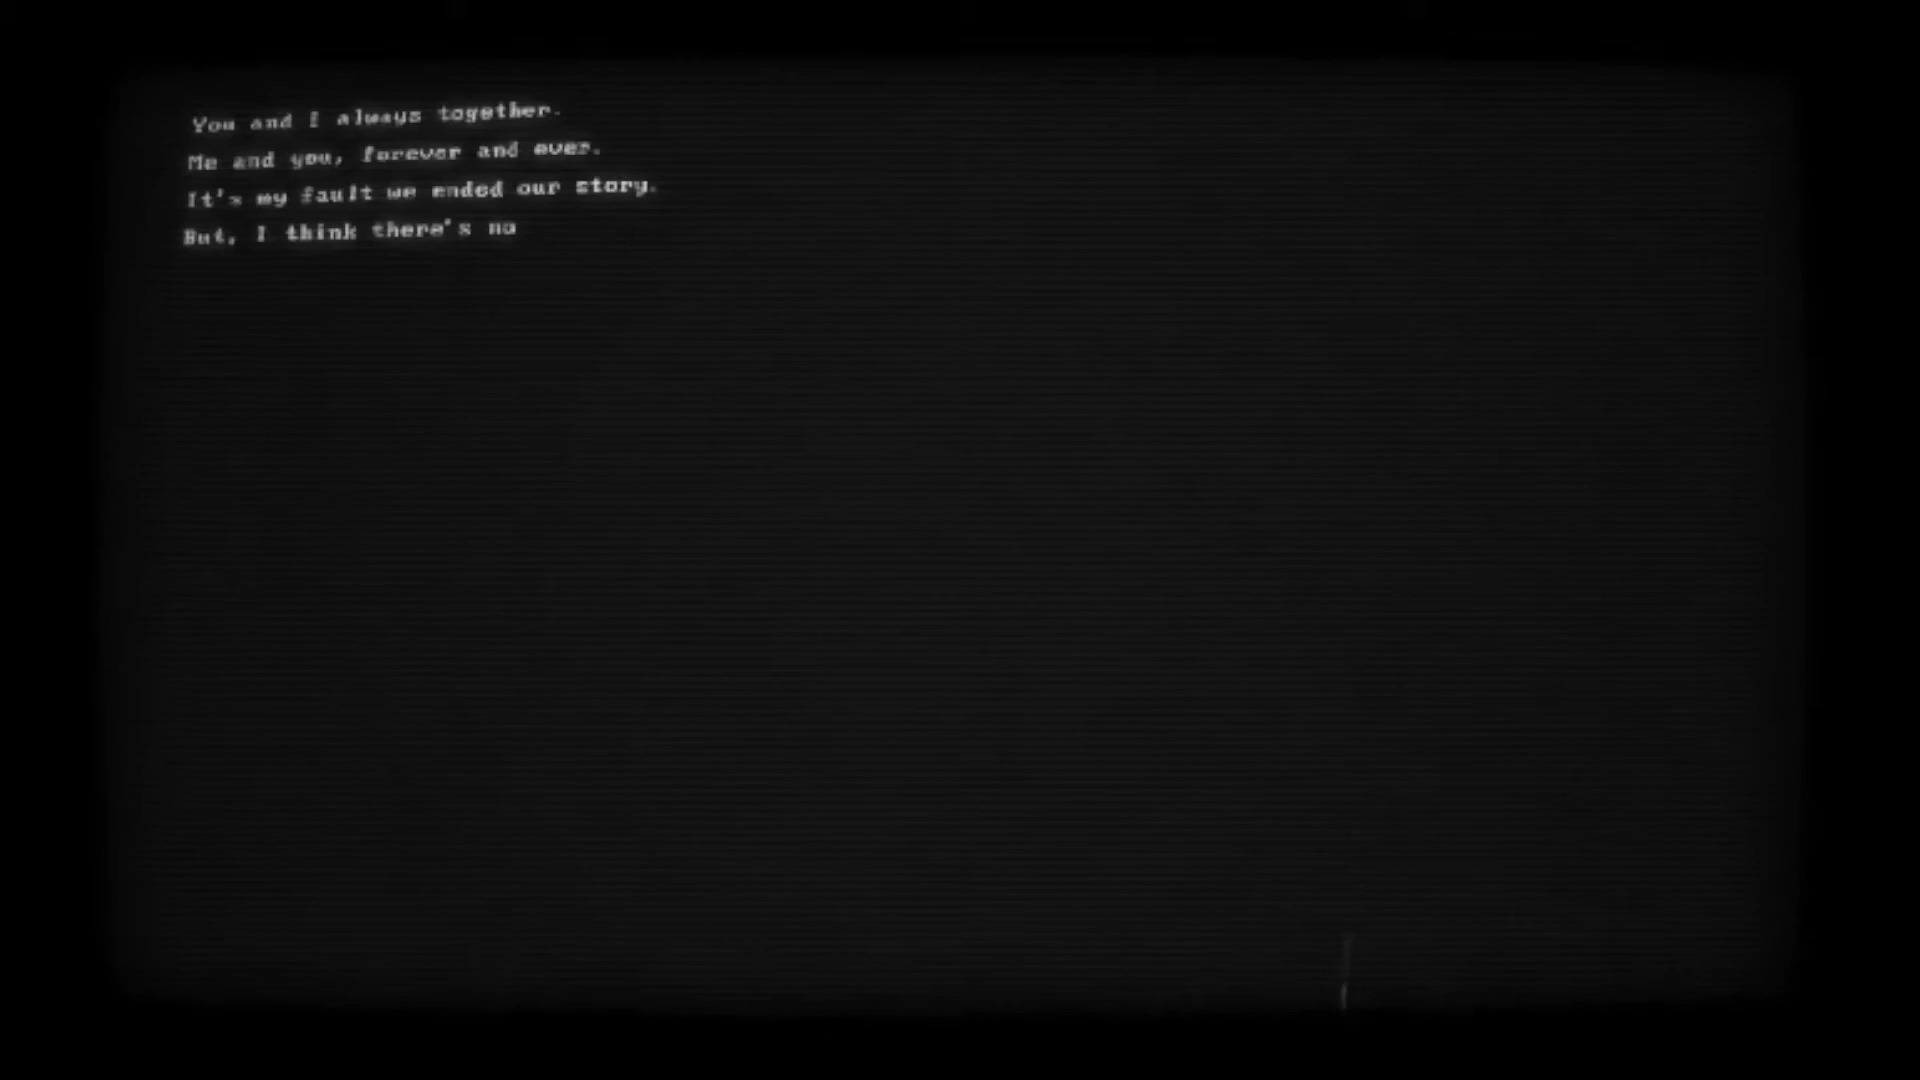 You and I always together.
Me and you, forever and ever.
It's my fault we ended our story.
But, I think there's no